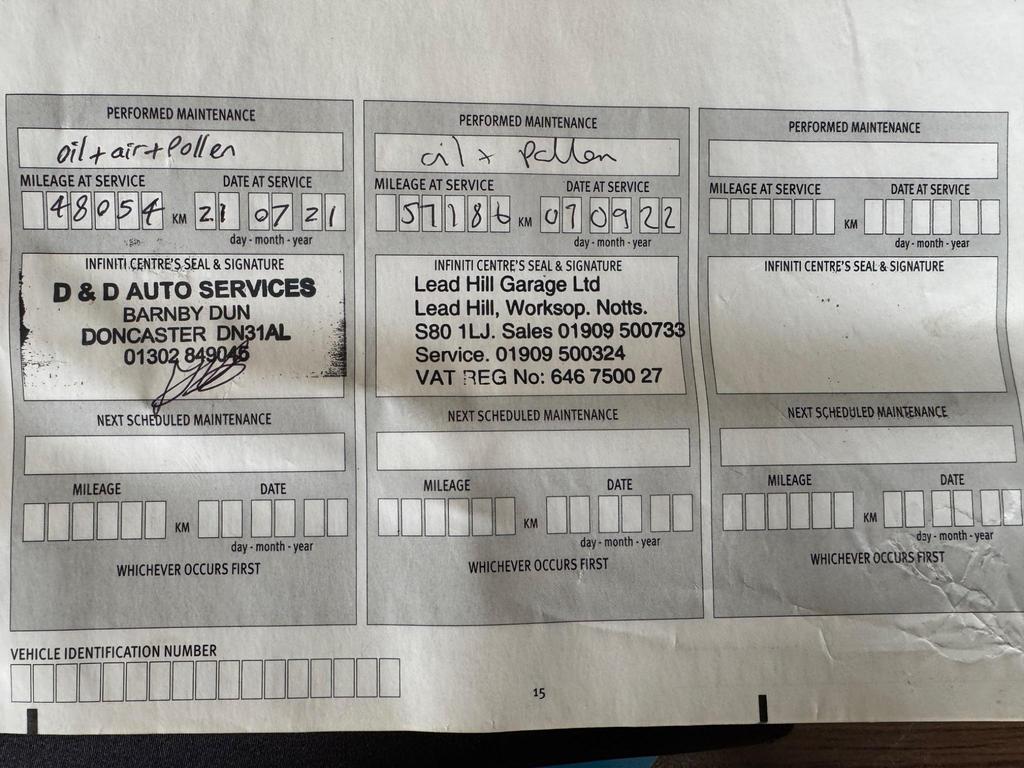 PERFORMED MAINTENANCE
oil + air + Pollen
MILEAGE AT SERVICE DATE AT SERVICE
48054 KM 21 07 21
day - month - year
INFINITI CENTRE'S SEAL & SIGNATURE
D & D AUTO SERVICES
BARNBY DUN
DONCASTER DN31AL
01302 849046
NEXT SCHEDULED MAINTENANCE
MILEAGE DATE
KM
day - month - year
WHICHEVER OCCURS FIRST
PERFORMED MAINTENANCE
oil + pollen
MILEAGE AT SERVICE DATE AT SERVICE
57186 KM 070922
day - month - year
INFINITI CENTRE'S SEAL & SIGNATURE
Lead Hill Garage Ltd
Lead Hill, Worksop. Notts.
S80 1LJ. Sales 01909 500733
Service. 01909 500324
VAT REG No: 646 7500 27
NEXT SCHEDULED MAINTENANCE
MILEAGE DATE
KM
day - month - year
WHICHEVER OCCURS FIRST
PERFORMED MAINTENANCE
MILEAGE AT SERVICE DATE AT SERVICE
KM
day - month - year
INFINITI CENTRE'S SEAL & SIGNATURE
NEXT SCHEDULED MAINTENANCE
MILEAGE DATE
KM
day - month - year
WHICHEVER OCCURS FIRST
VEHICLE IDENTIFICATION NUMBER
15